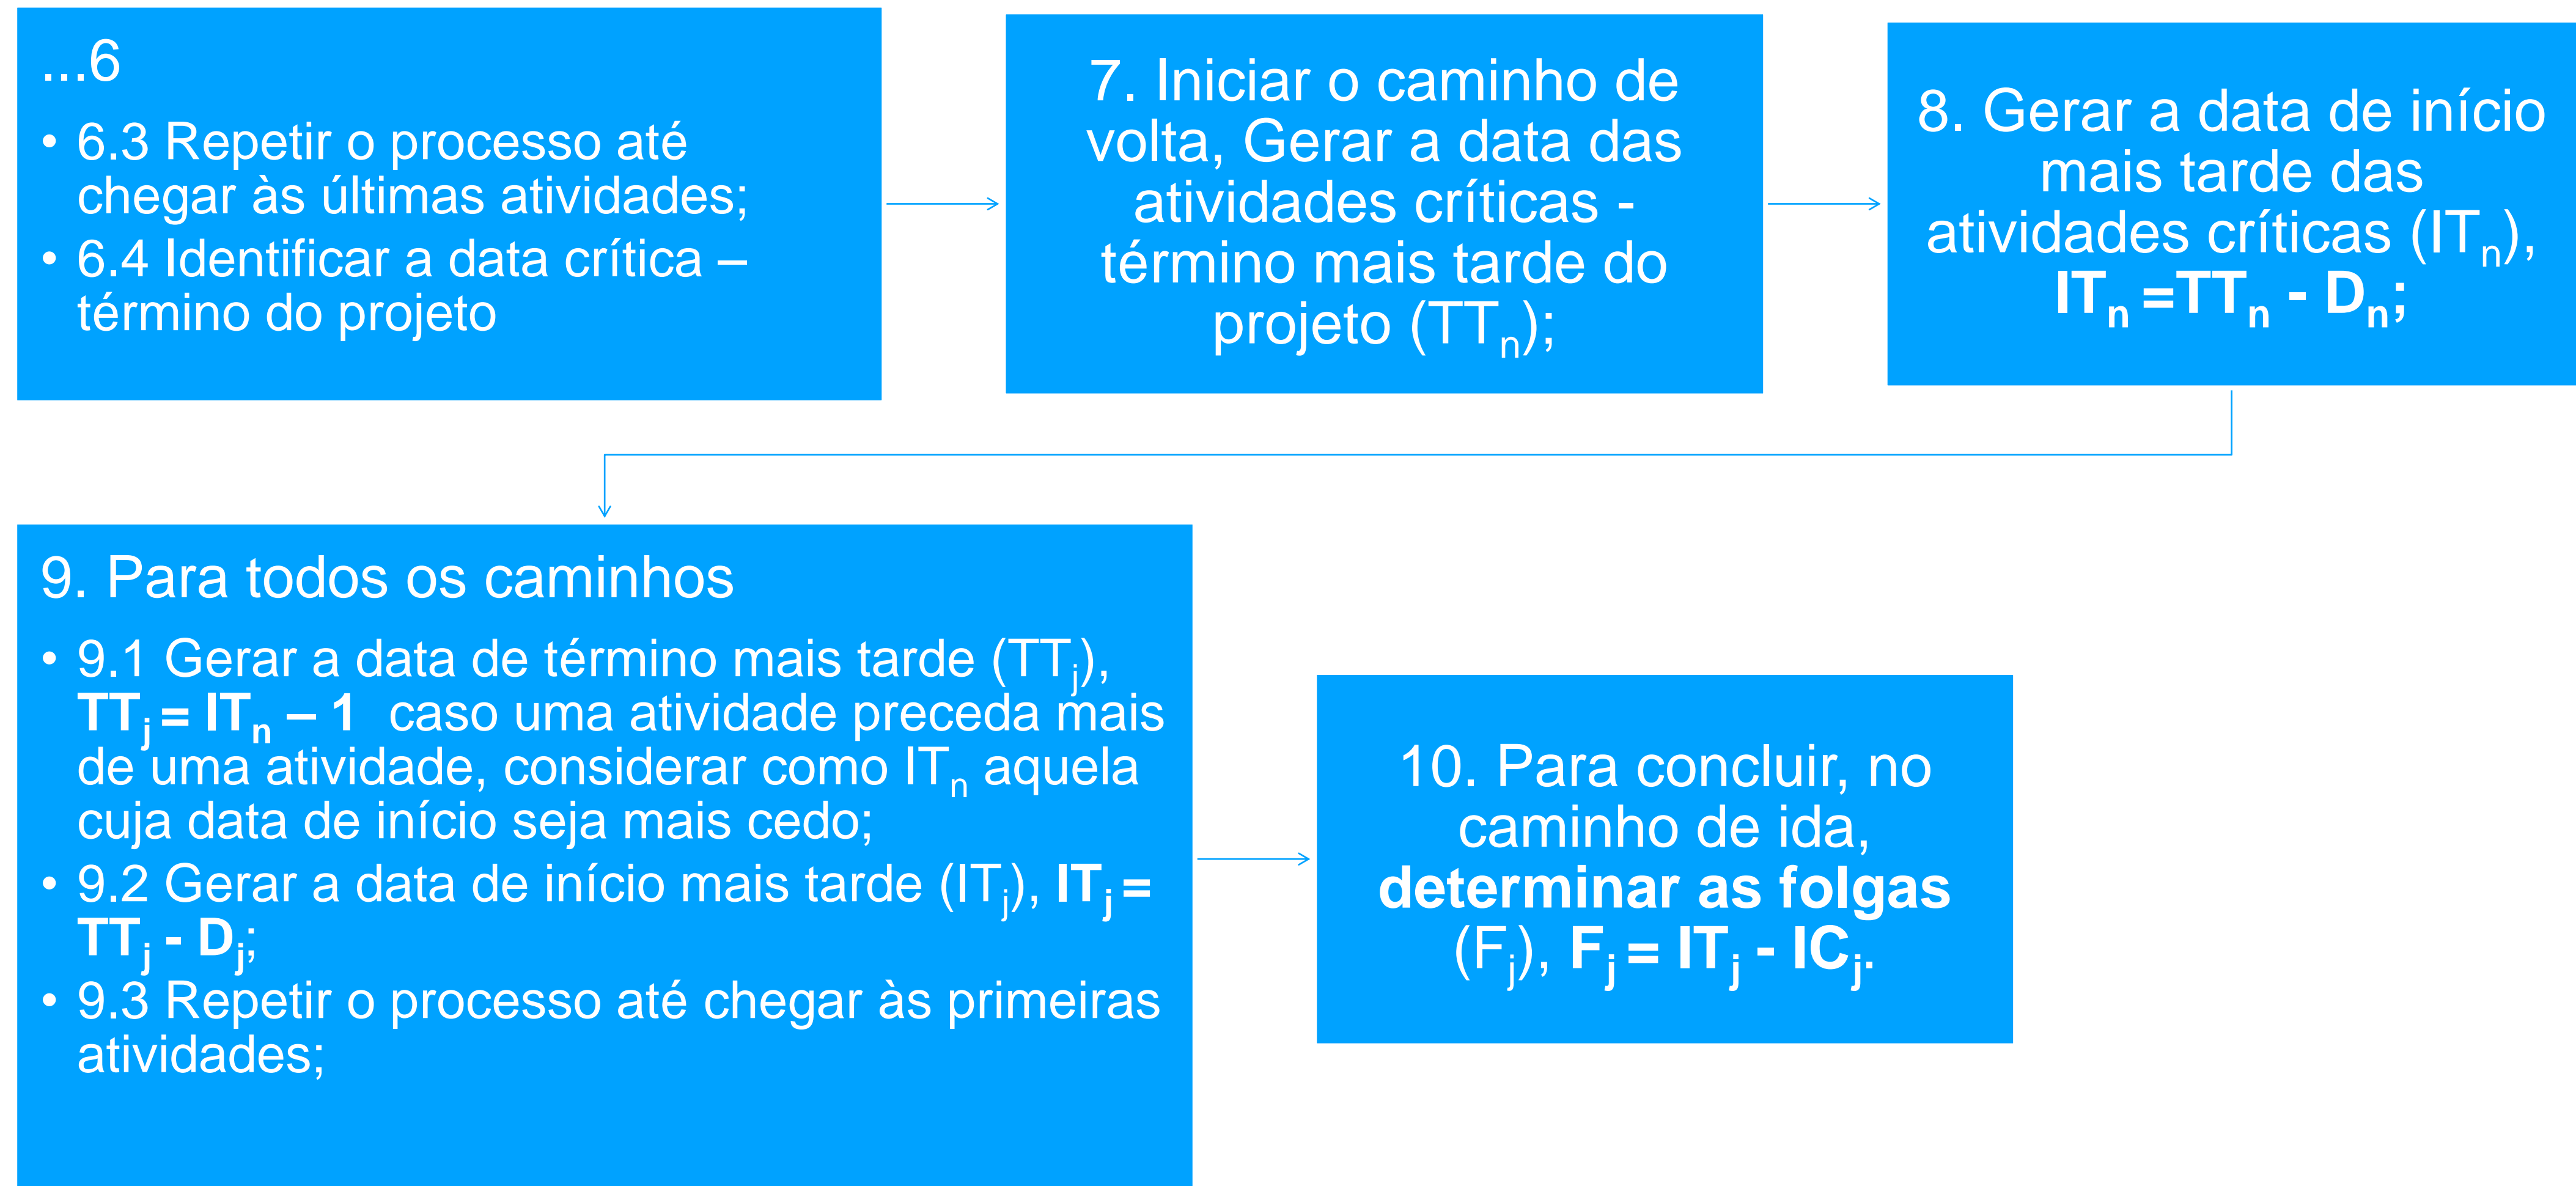 ...6
• 6.3 Repetir o processo até
chegar às últimas atividades;
• 6.4 Identificar a data crítica –
término do projeto
7. Iniciar o caminho de
volta, Gerar a data das
atividades críticas -
término mais tarde do
projeto (TTn);
8. Gerar a data de início
mais tarde das
atividades críticas (ITn),
ITn =TTn - Dn;
9. Para todos os caminhos
• 9.1 Gerar a data de término mais tarde (TTj),
TTj = ITn – 1 caso uma atividade preceda mais
de uma atividade, considerar como ITn aquela
cuja data de início seja mais cedo;
• 9.2 Gerar a data de início mais tarde (ITj), ITj =
TTj - Dj;
• 9.3 Repetir o processo até chegar às primeiras
atividades;
10. Para concluir, no
caminho de ida,
determinar as folgas
(Fj), Fj = ITj - ICj.